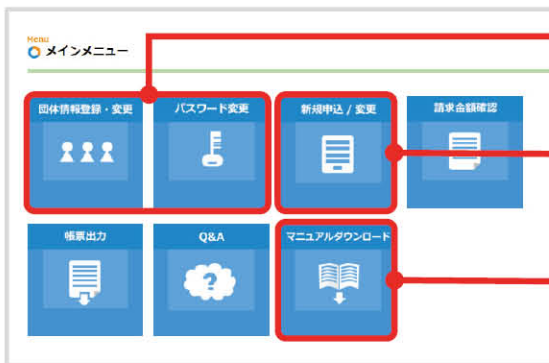 Menu
メインメニュー
団体情報登録・変更
パスワード変更
新規申込 / 変更
請求金額確認
帳票出力
Q&A
マニュアルダウンロード